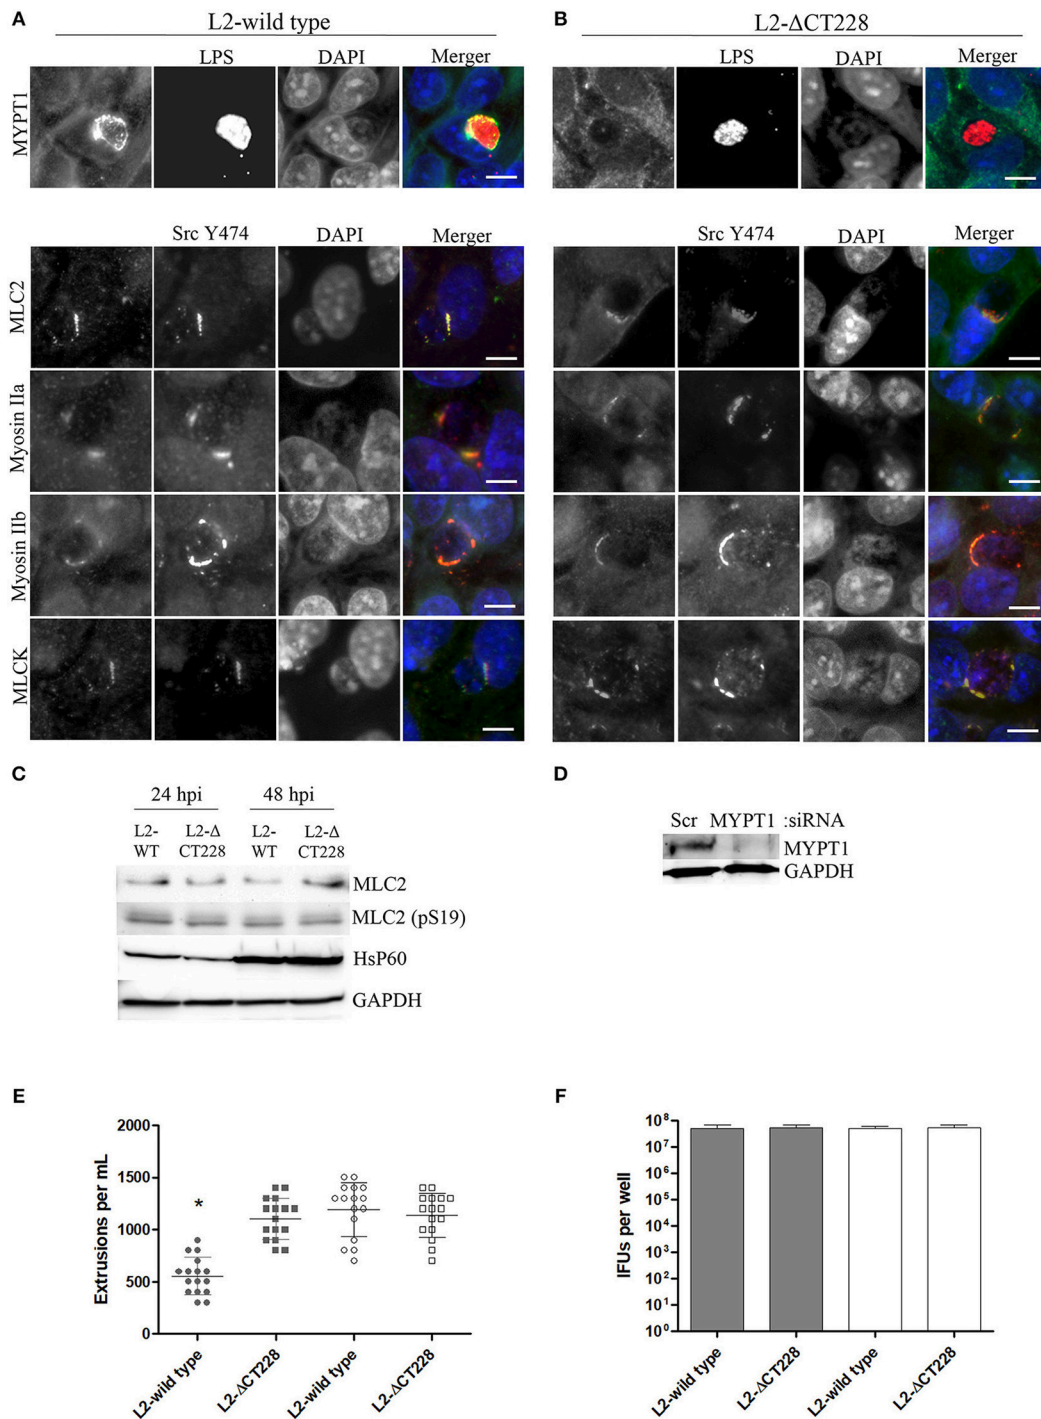 A
L2-wild type
LPS DAPI Merger
MYPT1
Src Y474 DAPI Merger
MLC2
Myosin IIa
Myosin IIb
MLCK
B
L2-ΔCT228
LPS DAPI Merger
Src Y474 DAPI Merger
C
24 hpi 48 hpi
L2- L2-Δ L2- L2-Δ
WT CT228 WT CT228
MLC2
MLC2 (pS19)
HsP60
GAPDH
D
Scr MYPT1 :siRNA
MYPT1
GAPDH
E
Extrusions per mL
2000
1500
1000
500
0
*
L2-wild type L2-ΔCT228 L2-wild type L2-ΔCT228
F
IFUs per well
10⁸
10⁷
10⁶
10⁵
10⁴
10³
10²
10¹
10⁰
L2-wild type L2-ΔCT228 L2-wild type L2-ΔCT228